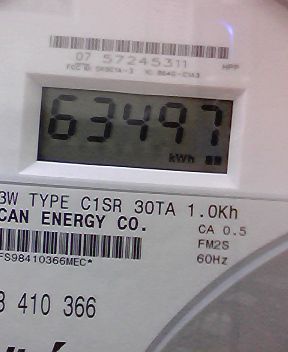 07 57245311 HPP
63497
kWh
3W TYPE C1SR 30TA 1.0Kh
CAN ENERGY CO.
CA 0.5
FM2S
60Hz
FS98410366MEC*
410 366